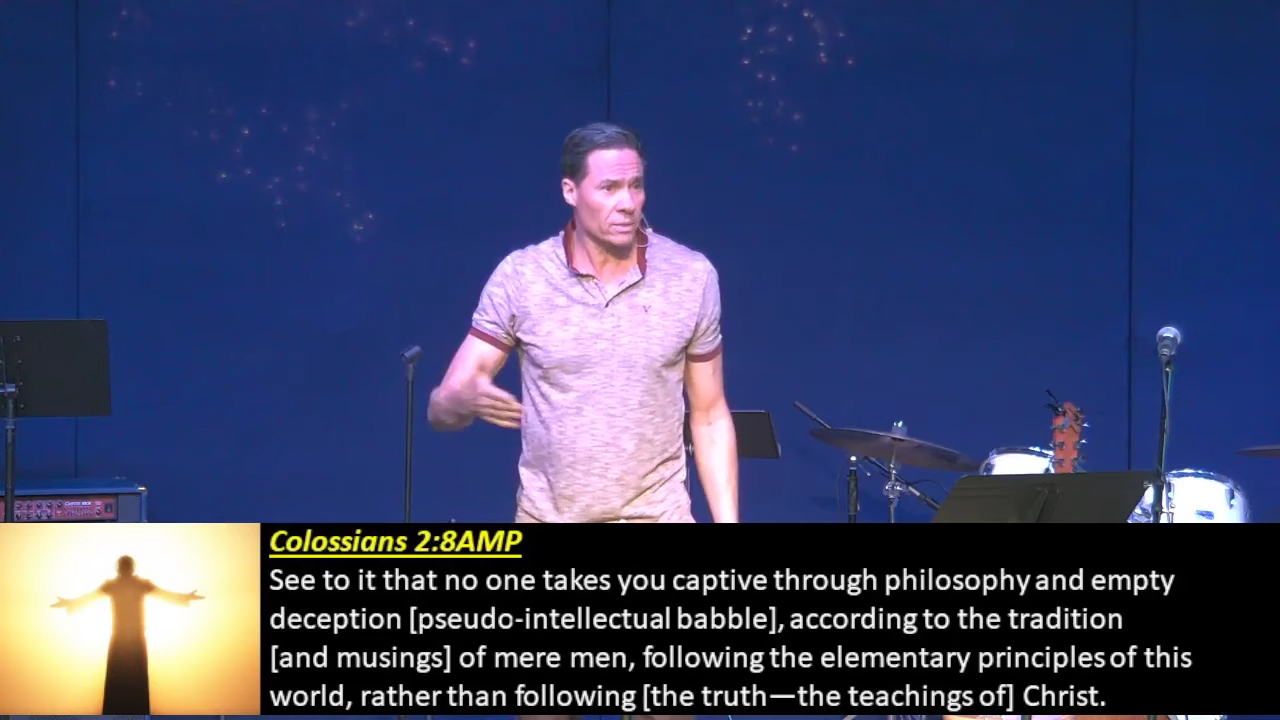 Colossians 2:8AMP
See to it that no one takes you captive through philosophy and empty
deception [pseudo-intellectual babble], according to the tradition
[and musings] of mere men, following the elementary principles of this
world, rather than following [the truth—the teachings of] Christ.